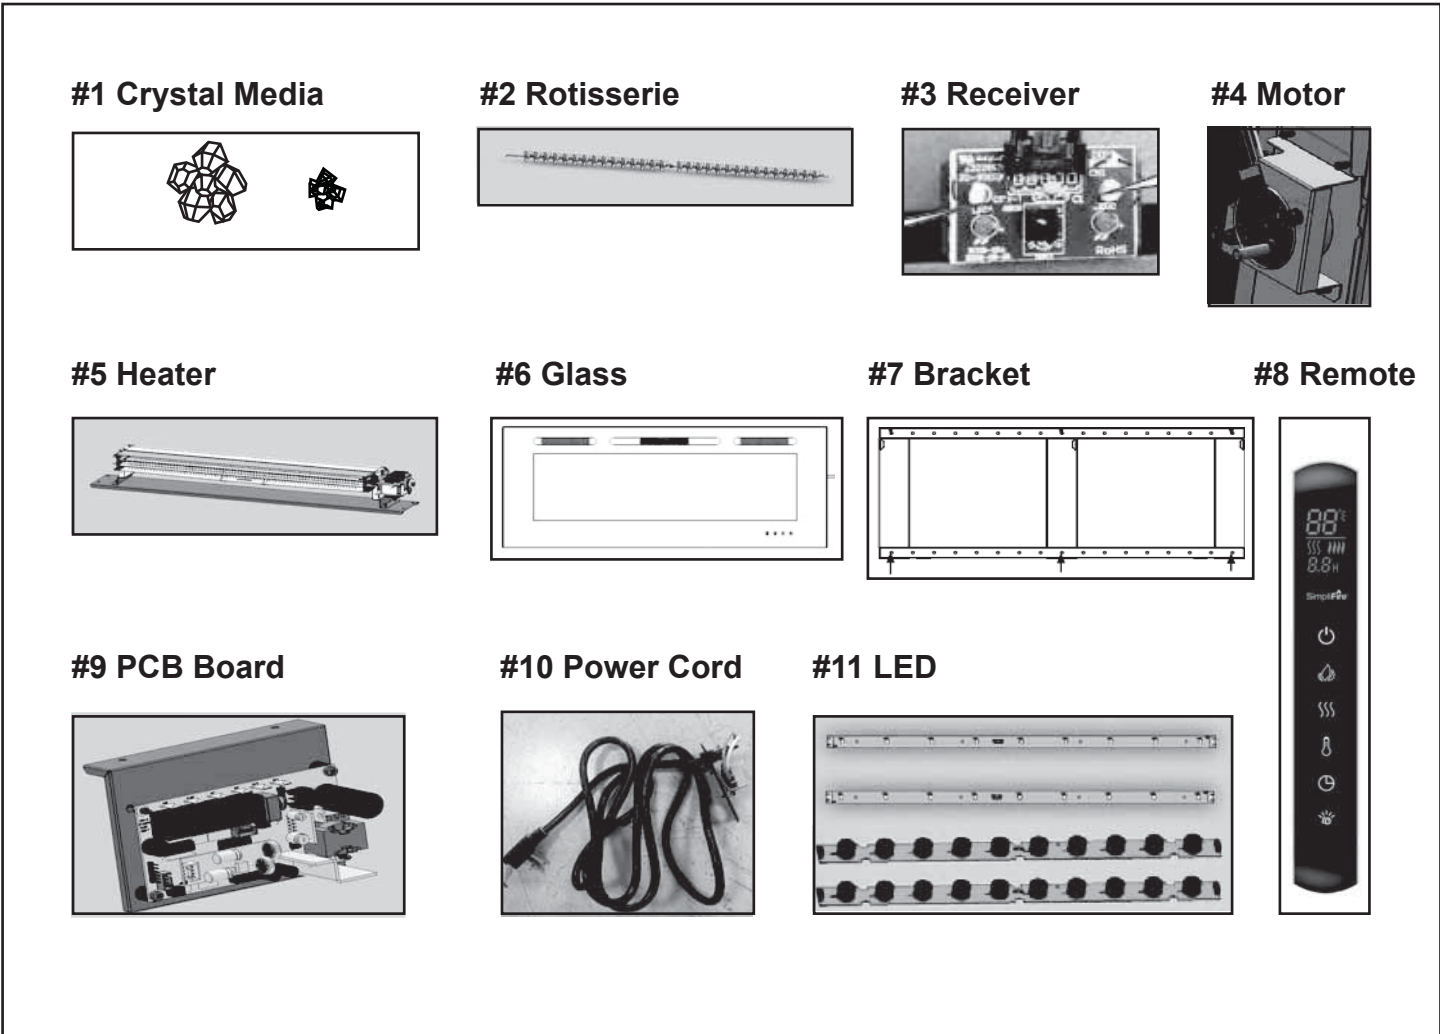 #1 Crystal Media
#2 Rotisserie
#3 Receiver
#4 Motor
RoHS
#5 Heater
#6 Glass
#7 Bracket
#8 Remote
88
8.8H
SimpliFire
#9 PCB Board
#10 Power Cord
#11 LED